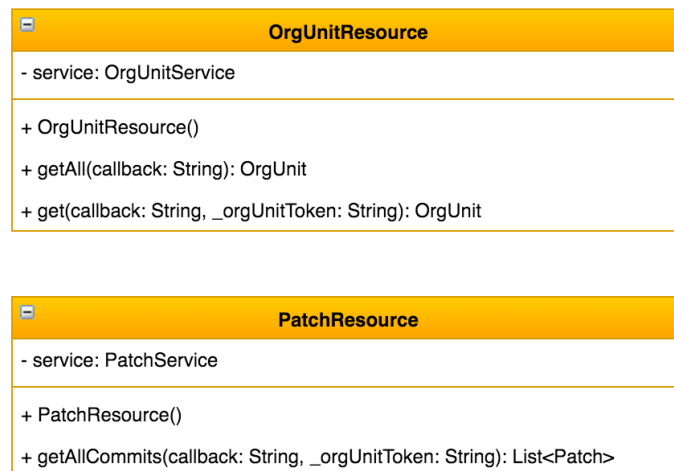 OrgUnitResource
- service: OrgUnitService
+ OrgUnitResource()
+ getAll(callback: String): OrgUnit
+ get(callback: String, _orgUnitToken: String): OrgUnit
PatchResource
- service: PatchService
+ PatchResource()
+ getAllCommits(callback: String, _orgUnitToken: String): List<Patch>